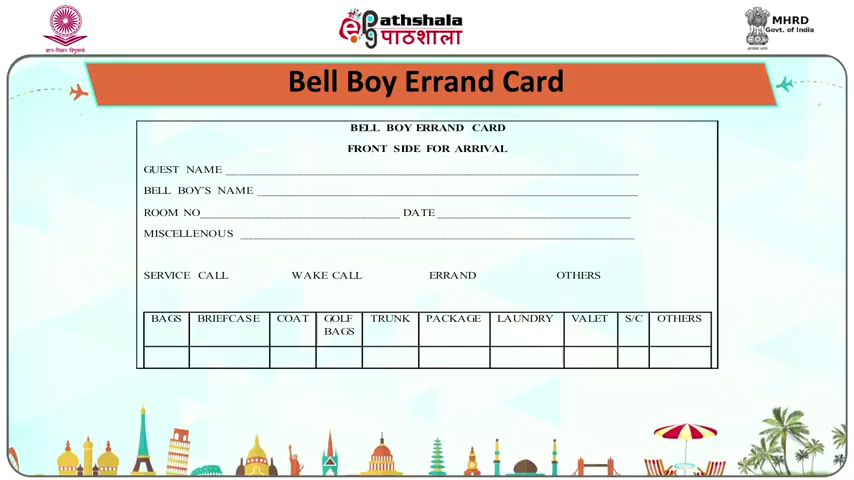 ज्ञान-विज्ञान विमुक्तये
ePathshala
पाठशाला
MHRD
Govt. of India
Bell Boy Errand Card
BELL BOY ERRAND CARD
FRONT SIDE FOR ARRIVAL
GUEST NAME
BELL BOY'S NAME
ROOM NO DATE
MISCELLENOUS
SERVICE CALL WAKE CALL ERRAND OTHERS
BAGS BRIEFCASE COAT GOLF BAGS TRUNK PACKAGE LAUNDRY VALET S/C OTHERS